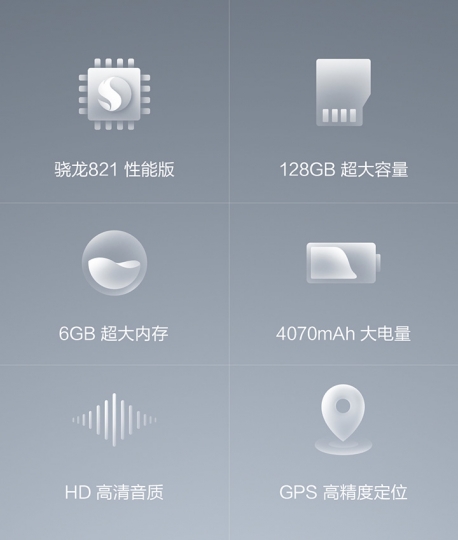 骁龙821 性能版
128GB 超大容量
6GB 超大内存
4070mAh 大电量
HD 高清音质
GPS 高精度定位